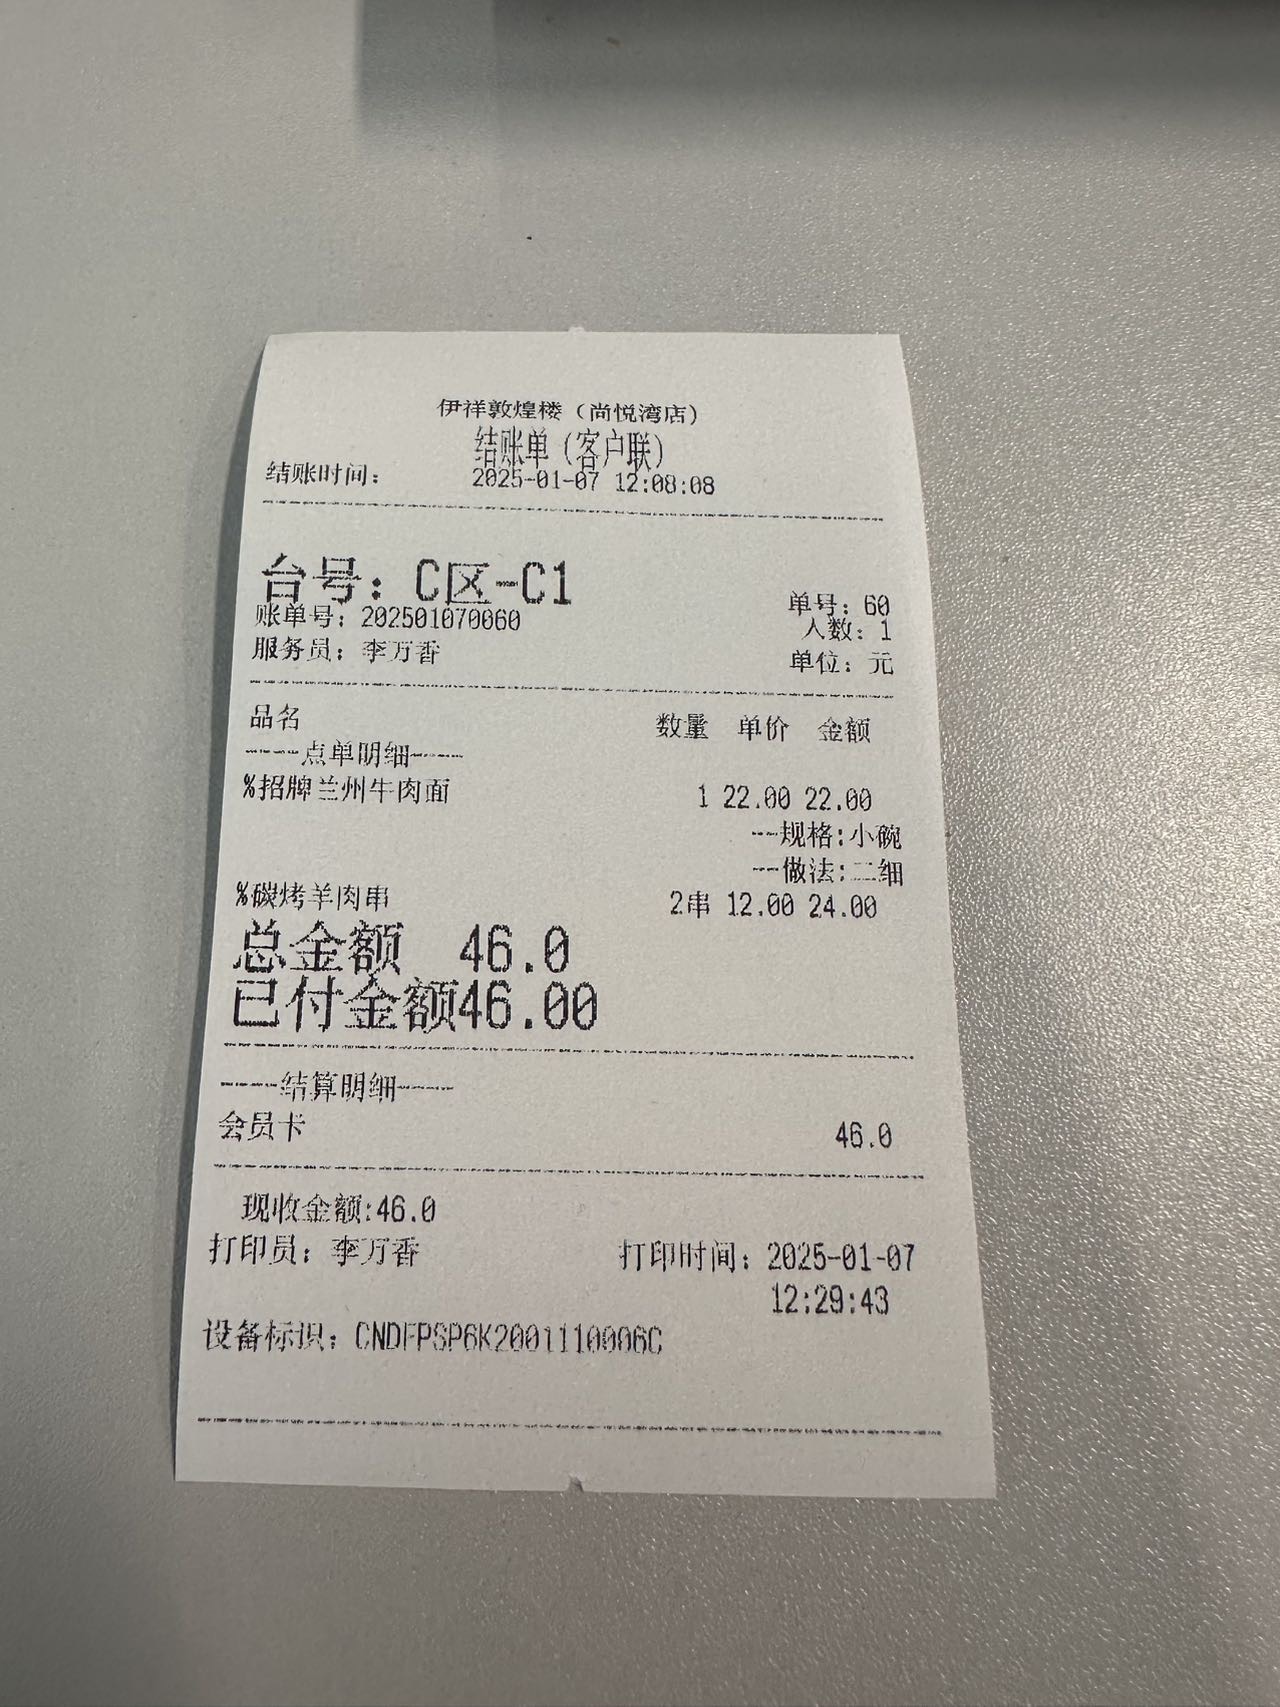 伊祥敦煌楼（尚悦湾店）
结账单（客户联）
结账时间： 2025-01-07 12:08:08
台号：C区-C1
单号：60
账单号：202501070060
人数：1
服务员：李万香
单位：元
品名 数量 单价 金额
----点单明细----
%招牌兰州牛肉面 1 22.00 22.00
--规格:小碗
--做法:二细
%碳烤羊肉串 2串 12.00 24.00
总金额 46.0
已付金额46.00
----结算明细----
会员卡 46.0
现收金额:46.0
打印员：李万香 打印时间：2025-01-07
12:29:43
设备标识：CNDFPSP6K2001110006C